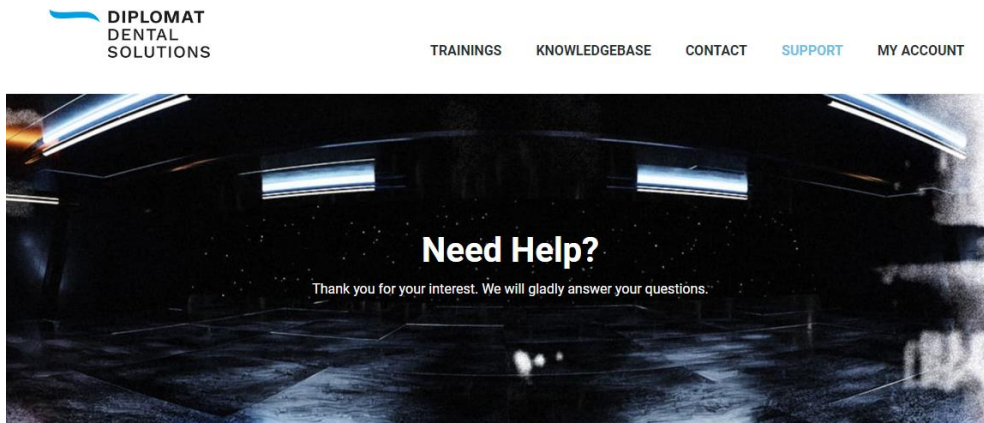 DIPLOMAT
DENTAL
SOLUTIONS
TRAININGS KNOWLEDGEBASE CONTACT SUPPORT MY ACCOUNT
Need Help?
Thank you for your interest. We will gladly answer your questions.